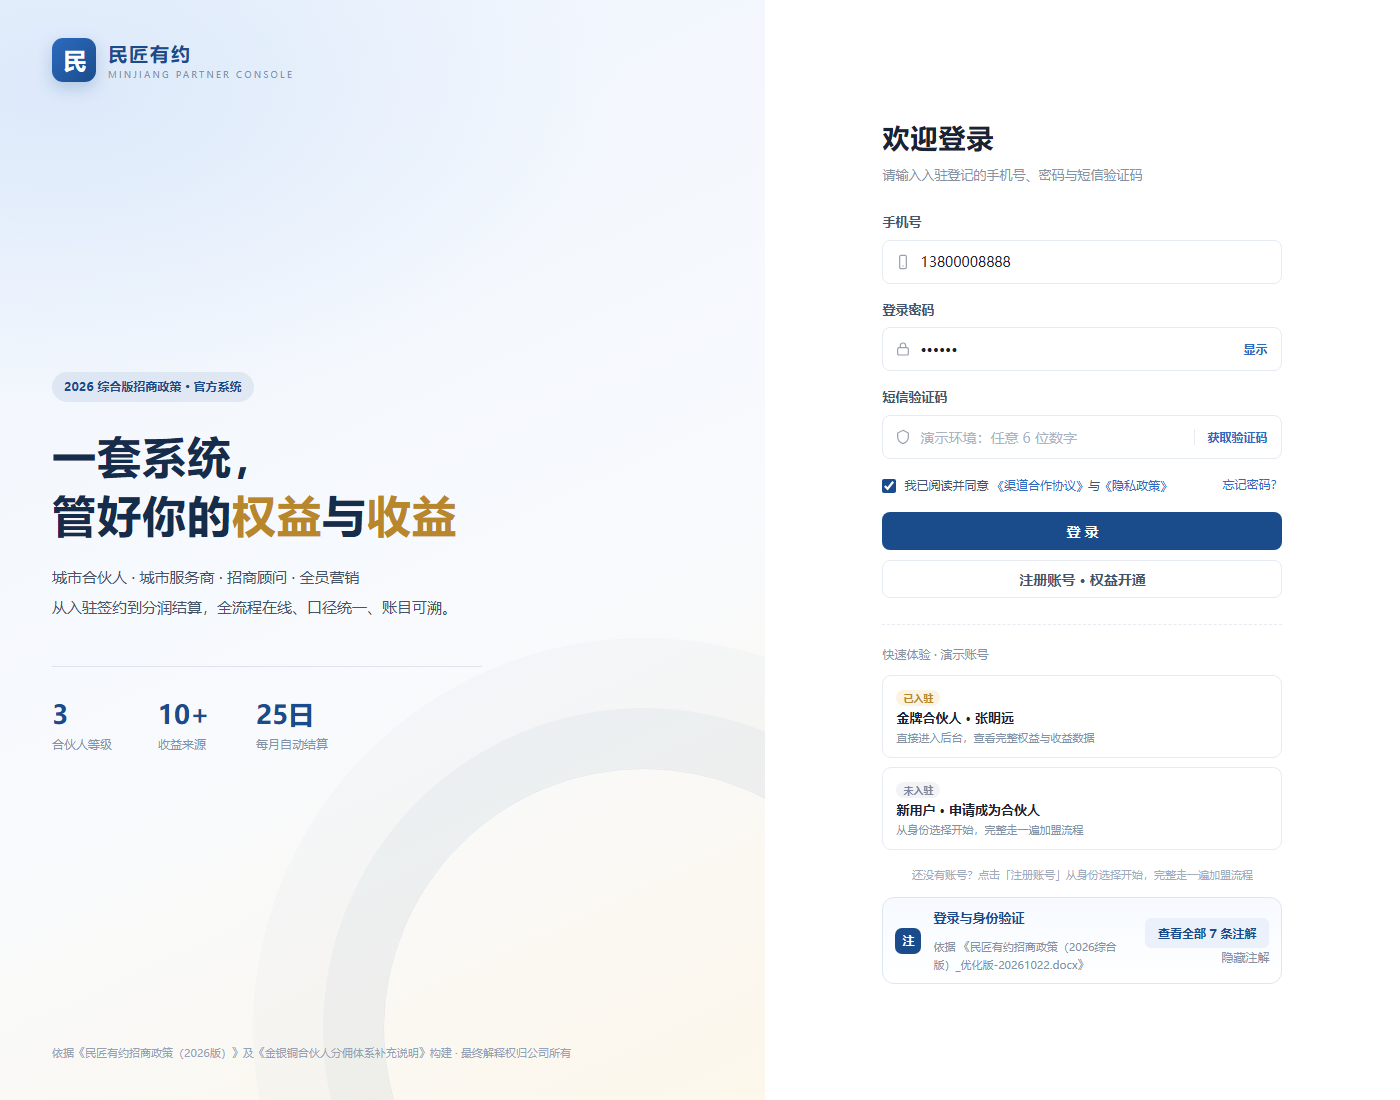 民
民匠有约
MINJIANG PARTNER CONSOLE
2026 综合版招商政策 • 官方系统
一套系统，
管好你的权益与收益
城市合伙人 · 城市服务商 · 招商顾问 · 全员营销
从入驻签约到分润结算，全流程在线、口径统一、账目可溯。
3
合伙人等级
10+
收益来源
25日
每月自动结算
依据《民匠有约招商政策（2026版）》及《金银铜合伙人分佣体系补充说明》构建 · 最终解释权归公司所有
欢迎登录
请输入入驻登记的手机号、密码与短信验证码
手机号
13800008888
登录密码
••••••
显示
短信验证码
演示环境：任意 6 位数字
获取验证码
我已阅读并同意 《渠道合作协议》与《隐私政策》
忘记密码？
登 录
注册账号 • 权益开通
快速体验 · 演示账号
已入驻
金牌合伙人 • 张明远
直接进入后台，查看完整权益与收益数据
未入驻
新用户 • 申请成为合伙人
从身份选择开始，完整走一遍加盟流程
还没有账号？点击「注册账号」从身份选择开始，完整走一遍加盟流程
注
登录与身份验证
依据 《民匠有约招商政策（2026综合
版）_优化版-20261022.docx》
查看全部 7 条注解
隐藏注解